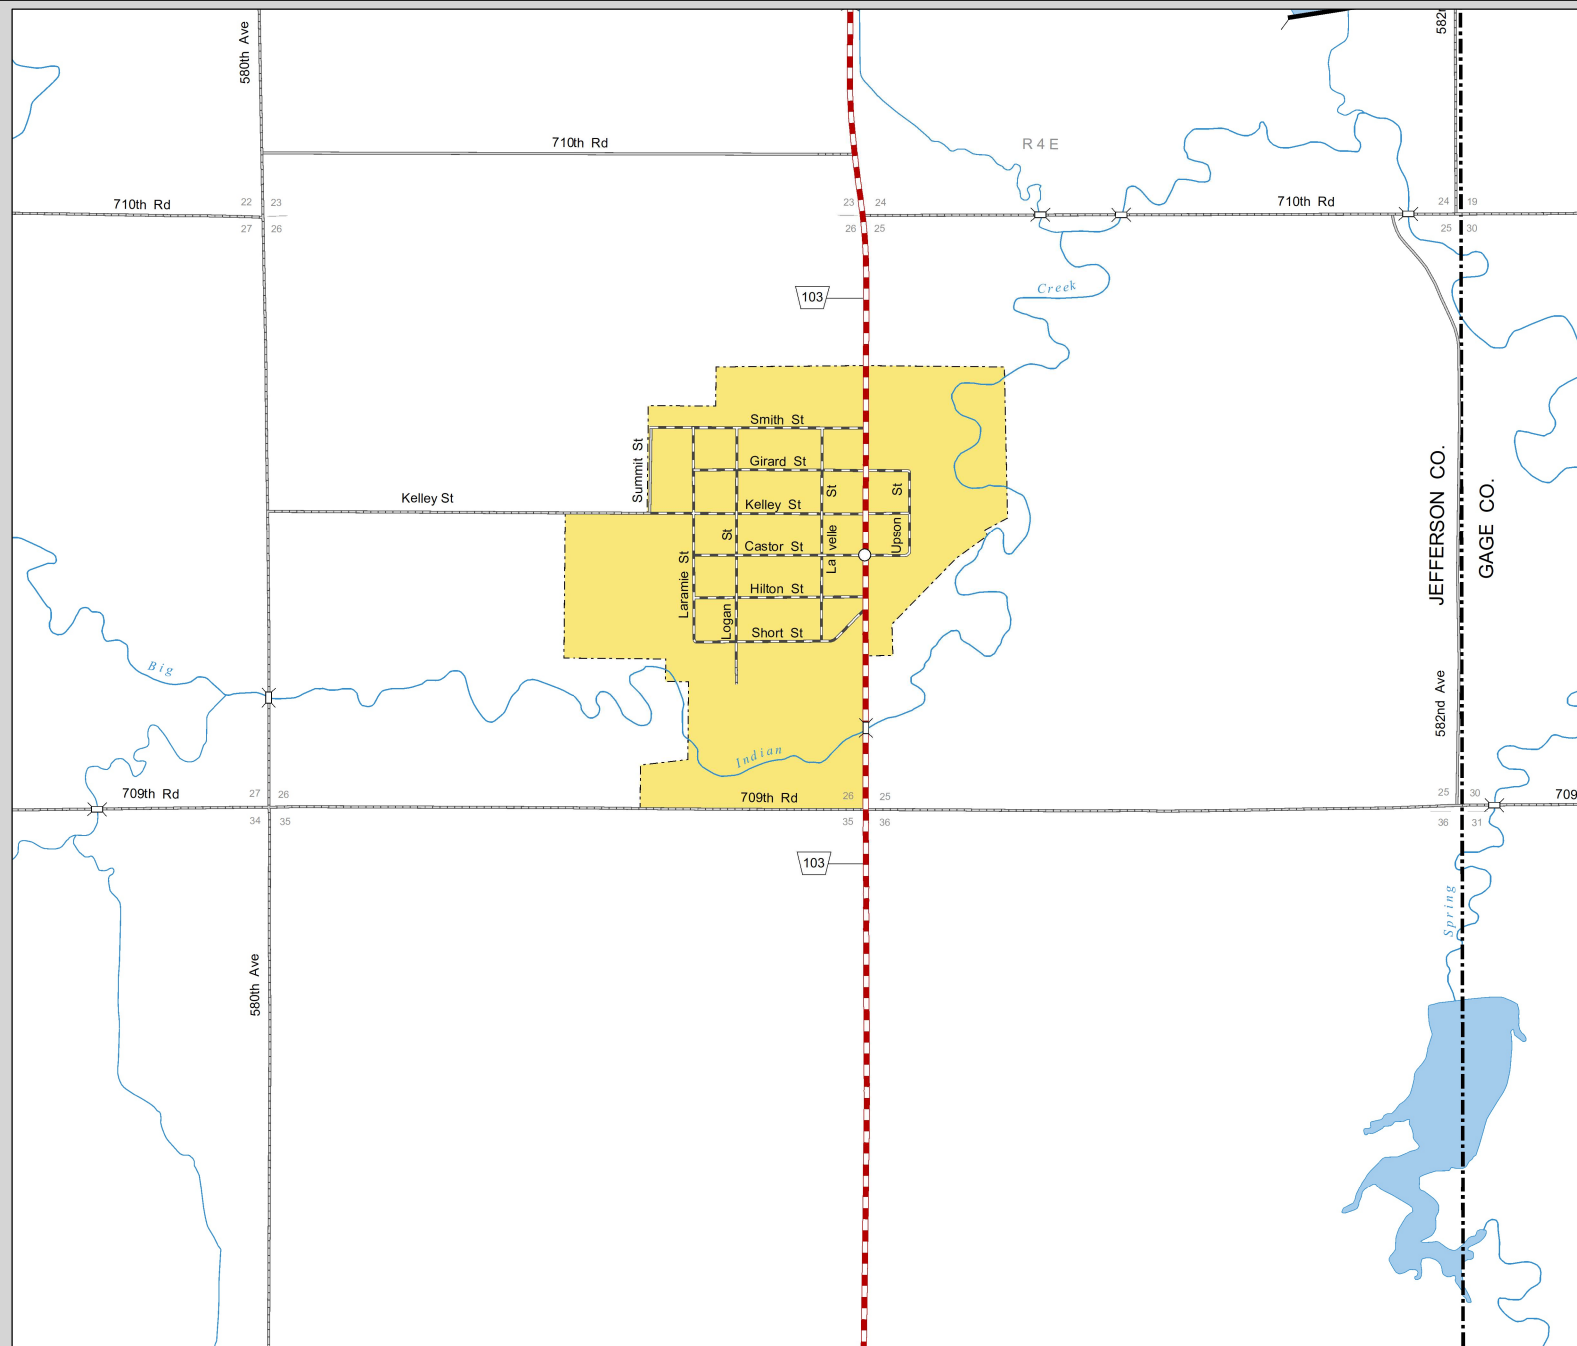 580th Ave
582n
710th Rd
R 4 E
710th Rd
22 23
27 26
23 24
26 25
710th Rd
24 19
25 30
103
Creek
Smith St
Summit St
Girard St
Kelley St
Kelley St
St
St
La velle
Upson
St
Logan
Castor St
Laramie St
Hilton St
Short St
JEFFERSON CO.
GAGE CO.
Big
582nd Ave
Indian
709th Rd
27 26
34 35
709th Rd
26 25
35 36
25 30
36 31
709
103
Spring
580th Ave